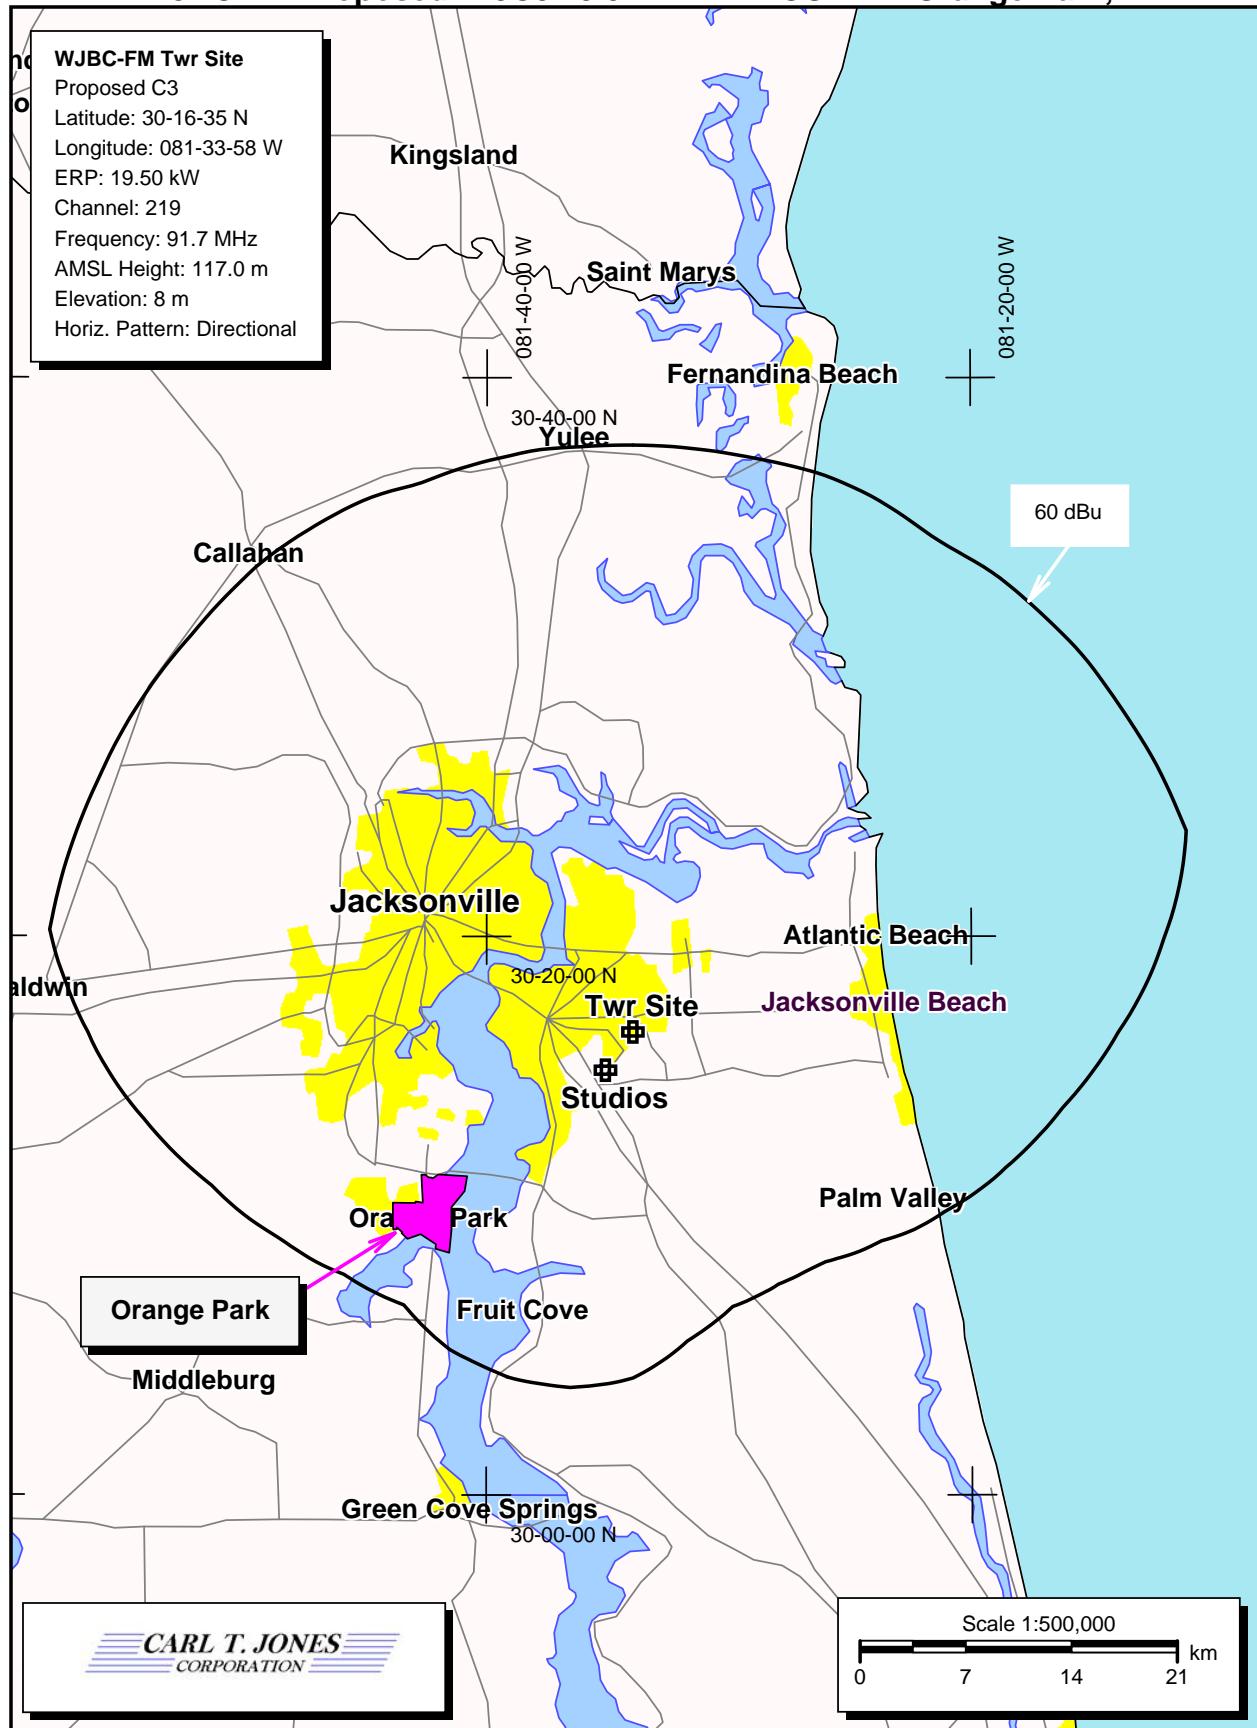 WJBC-FM Twr Site
Proposed C3
Latitude: 30-16-35 N
Longitude: 081-33-58 W
ERP: 19.50 kW
Channel: 219
Frequency: 91.7 MHz
AMSL Height: 117.0 m
Elevation: 8 m
Horiz. Pattern: Directional
Kingsland
Saint Marys
081-40-00 W
081-20-00 W
Fernandina Beach
30-40-00 N
Yulee
60 dBu
Callahan
Jacksonville
Atlantic Beach
30-20-00 N
aldwin
Twr Site
Jacksonville Beach
Studios
Palm Valley
Ora Park
Orange Park
Fruit Cove
Middleburg
Green Cove Springs
30-00-00 N
CARL T. JONES
CORPORATION
Scale 1:500,000
km
0 7 14 21